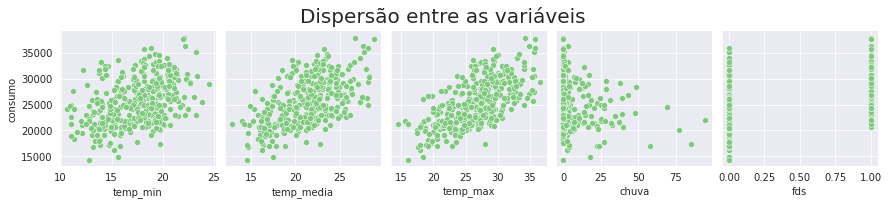 Dispersão entre as variáveis
consumo
35000
30000
25000
20000
15000
10 15 20 25
15 20 25
15 20 25 30 35
0 25 50 75
0.00 0.25 0.50 0.75 1.00
temp_min
temp_media
temp_max
chuva
fds